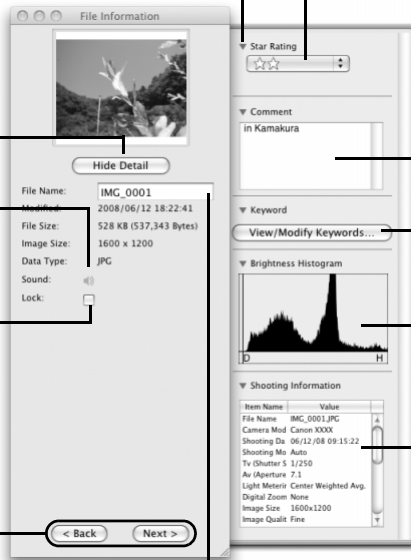 File Information
Hide Detail
File Name: IMG_0001
Modified: 2008/06/12 18:22:41
File Size: 528 KB (537,343 Bytes)
Image Size: 1600 x 1200
Data Type: JPG
Sound:
Lock:
< Back Next >
Star Rating
Comment
in Kamakura
Keyword
View/Modify Keywords...
Brightness Histogram
D H
Shooting Information
Item Name Value
File Name IMG_0001.JPG
Camera Mod Canon XXXX
Shooting Da 06/12/08 09:15:22
Shooting Mo Auto
Tv (Shutter S 1/250
Av (Aperture 7.1
Light Meterir Center Weighted Avg.
Digital Zoom None
Image Size 1600x1200
Image Qualit Fine